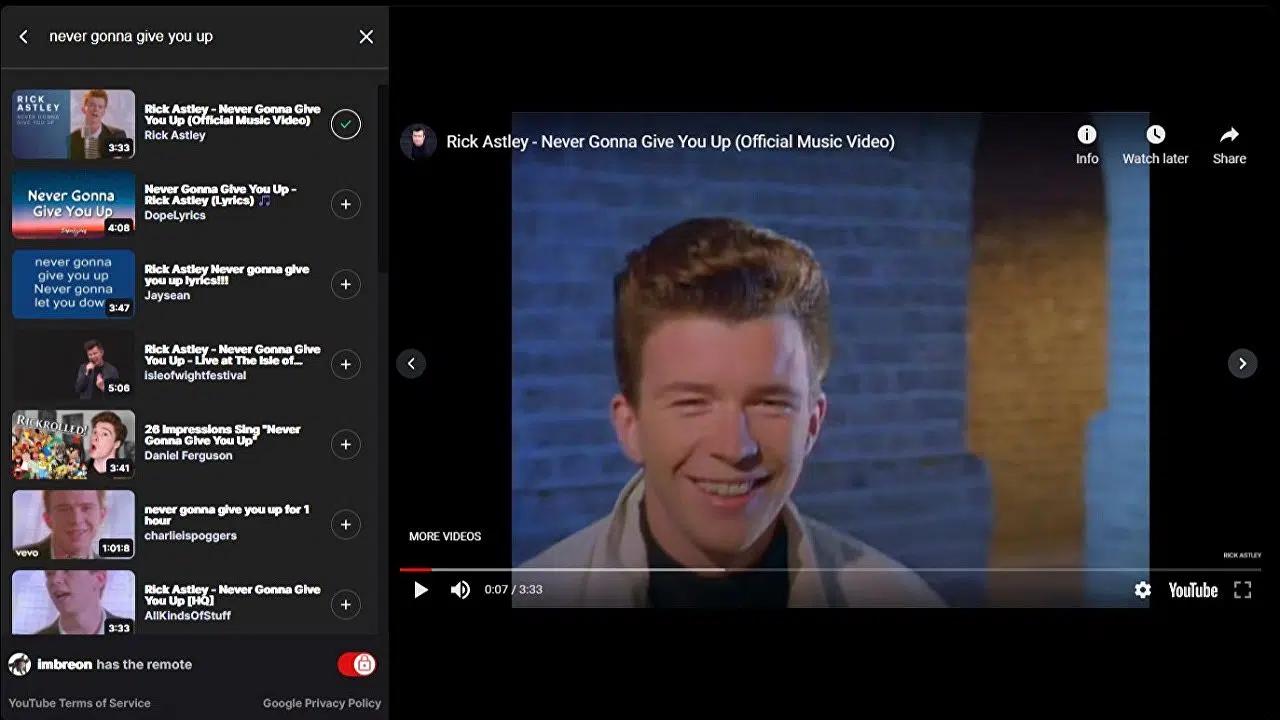 never gonna give you up
RICK
ASTLEY
NEVER GONNA
GIVE YOU UP
3:33
Rick Astley - Never Gonna Give
You Up (Official Music Video)
Rick Astley
Never Gonna
Give You Up
4:08
Never Gonna Give You Up -
Rick Astley (Lyrics) 🎵
DopeLyrics
never gonna
give you up
Never gonna
let you dow
3:47
Rick Astley Never gonna give
you up lyrics!!!
Jaysean
5:06
Rick Astley - Never Gonna Give
You Up - Live at The Isle of...
isleofwightfestival
RICKROLLED!
3:41
26 Impressions Sing "Never
Gonna Give You Up"
Daniel Ferguson
vevo
1:01:8
never gonna give you up for 1
hour
charlieispoggers
3:33
Rick Astley - Never Gonna Give
You Up [HQ]
AllKindsOfStuff
imbreon has the remote
YouTube Terms of Service
Google Privacy Policy
Rick Astley - Never Gonna Give You Up (Official Music Video)
Info
Watch later
Share
MORE VIDEOS
RICK ASTLEY
0:07 / 3:33
YouTube